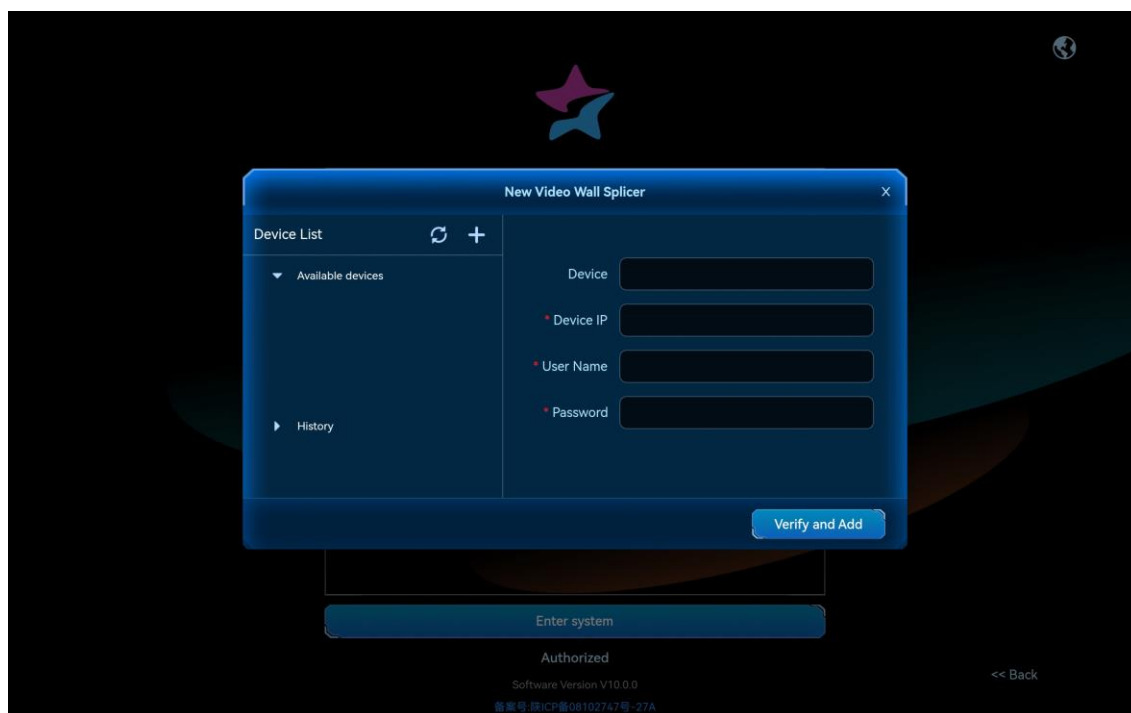 New Video Wall Splicer X
Device List
Available devices
History
Device
* Device IP
* User Name
* Password
Verify and Add
Enter system
Authorized
Software Version V10.0.0
<< Back
备案号:陕ICP备08102747号-27A